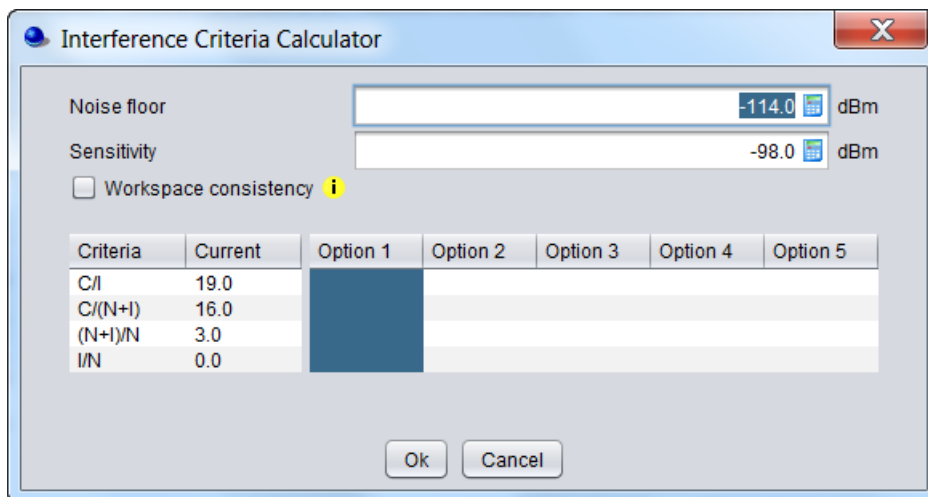 Interference Criteria Calculator
X
Noise floor -114.0 dBm
Sensitivity -98.0 dBm
Workspace consistency i
Criteria Current Option 1 Option 2 Option 3 Option 4 Option 5
C/I 19.0
C/(N+I) 16.0
(N+I)/N 3.0
I/N 0.0
Ok Cancel